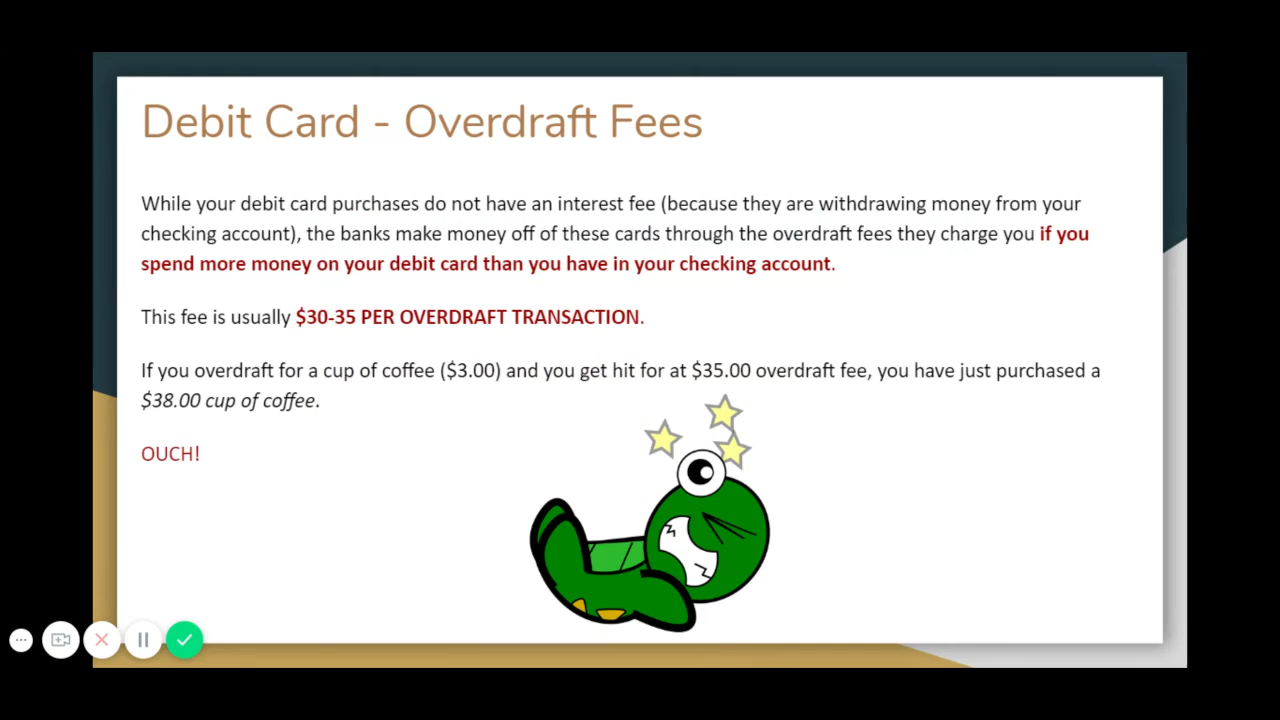 Debit Card - Overdraft Fees
While your debit card purchases do not have an interest fee (because they are withdrawing money from your
checking account), the banks make money off of these cards through the overdraft fees they charge you if you
spend more money on your debit card than you have in your checking account.
This fee is usually $30-35 PER OVERDRAFT TRANSACTION.
If you overdraft for a cup of coffee ($3.00) and you get hit for at $35.00 overdraft fee, you have just purchased a
$38.00 cup of coffee.
OUCH!